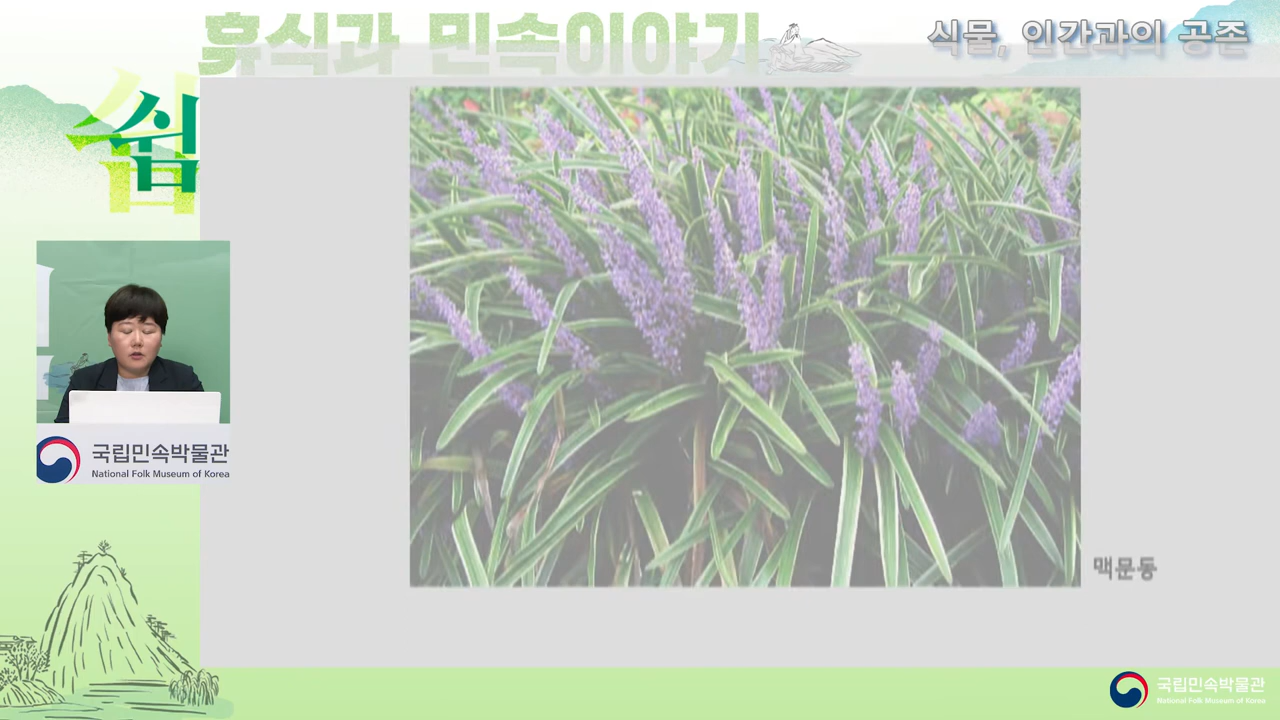 휴식과 민속이야기
식물, 인간과의 공존
쉼
국립민속박물관
National Folk Museum of Korea
맥문동
국립민속박물관
National Folk Museum of Korea